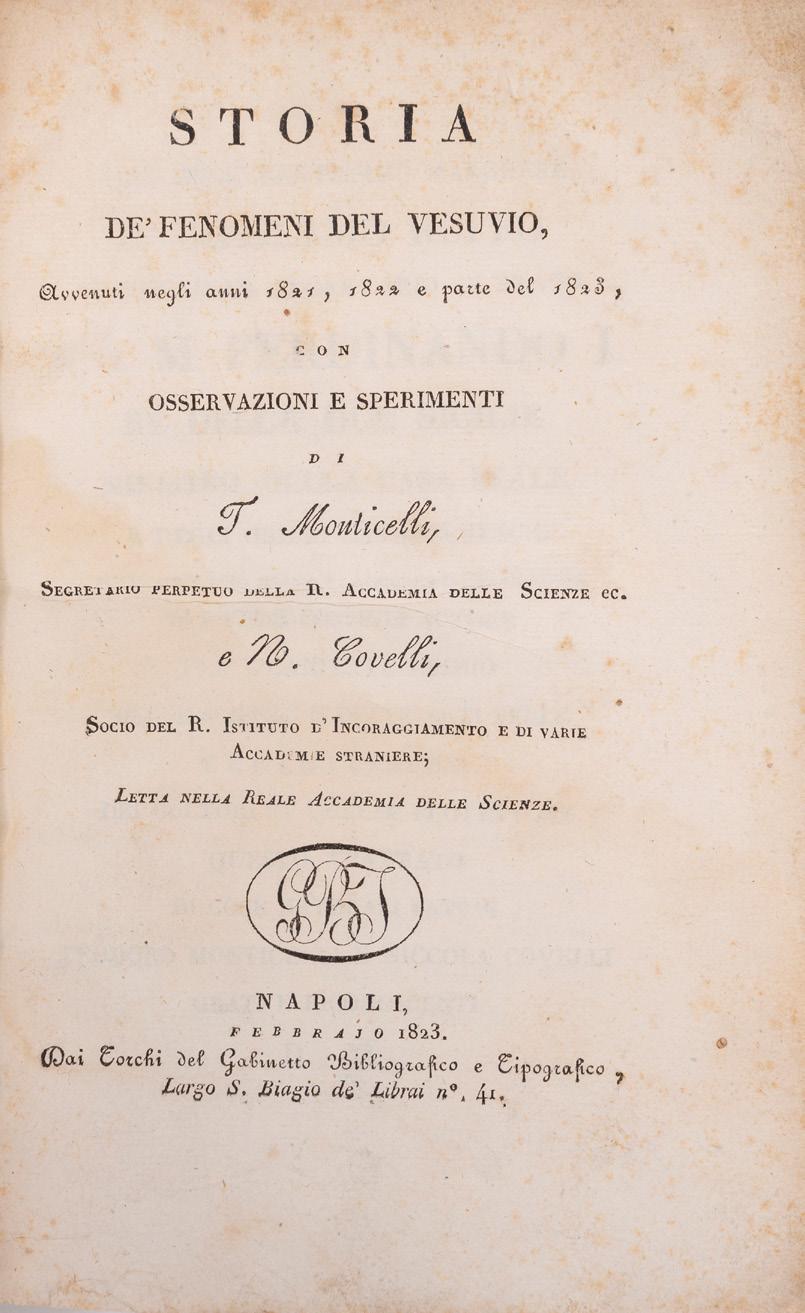 STORIA
DE' FENOMENI DEL VESUVIO,
Avvenuti negli anni 1821, 1822 e parte del 1823,
CON
OSSERVAZIONI E SPERIMENTI
DI
T. Monticelli,
SEGRETARIO PERPETUO DELLA R. ACCADEMIA DELLE SCIENZE EC.
e N. Covelli,
SOCIO DEL R. ISTITUTO D' INCORAGGIAMENTO E DI VARIE
ACCADEMIE STRANIERE;
LETTA NELLA REALE ACCADEMIA DELLE SCIENZE.
GBT
NAPOLI,
FEBBRAJO 1823.
Dai Torchi del Gabinetto Bibliografico e Tipografico,
Largo S. Biagio de' Librai n°. 41.